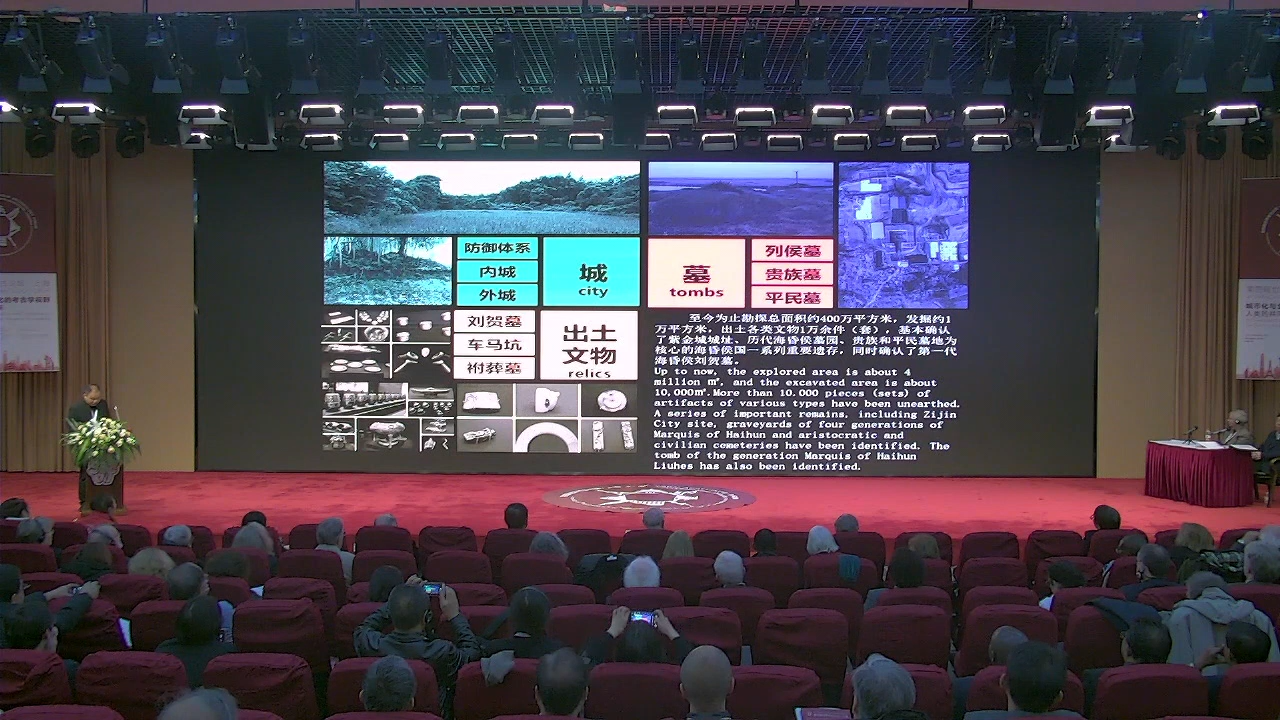 防御体系
内城
外城
城
city
墓
tombs
列侯墓
贵族墓
平民墓
刘贺墓
车马坑
祔葬墓
出土
文物
relics
至今为止勘探总面积约400万平方米，发掘约1
万平方米，出土各类文物1万余件（套），基本确认
了紫金城城址、历代海昏侯墓园、贵族和平民墓地为
核心的海昏侯国一系列重要遗存，同时确认了第一代
海昏侯刘贺墓。
Up to now, the explored area is about 4
million ㎡, and the excavated area is about
10,000㎡.More than 10.000 pieces (sets) of
artifacts of various types have been unearthed.
A series of important remains, including Zijin
City site, graveyards of four generations of
Marquis of Haihun and aristocratic and
civilian cemeteries have been identified. The
tomb of the generation Marquis of Haihun
Liuhes has also been identified.